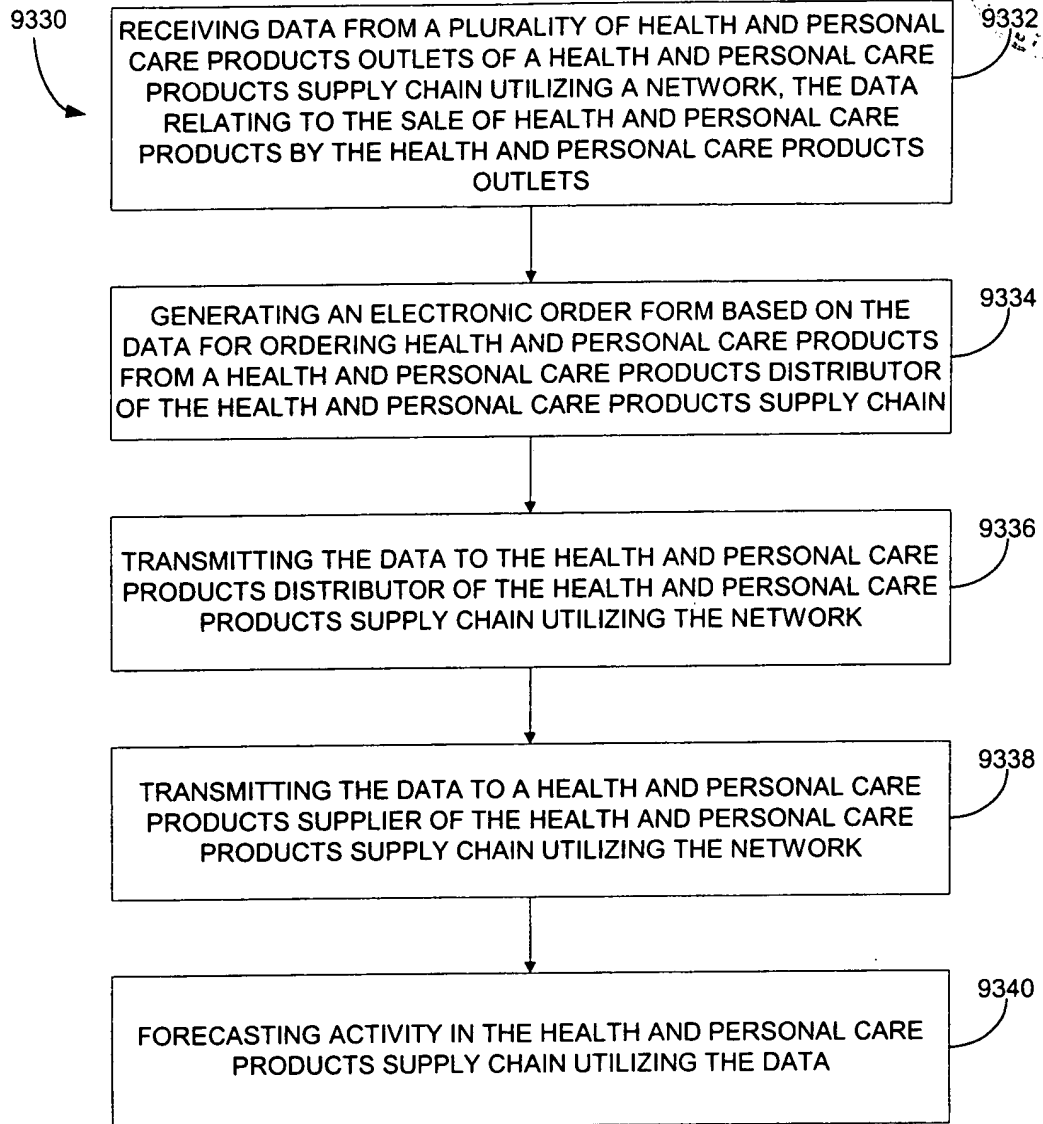 9330
9332
RECEIVING DATA FROM A PLURALITY OF HEALTH AND PERSONAL
CARE PRODUCTS OUTLETS OF A HEALTH AND PERSONAL CARE
PRODUCTS SUPPLY CHAIN UTILIZING A NETWORK, THE DATA
RELATING TO THE SALE OF HEALTH AND PERSONAL CARE
PRODUCTS BY THE HEALTH AND PERSONAL CARE PRODUCTS
OUTLETS
9334
GENERATING AN ELECTRONIC ORDER FORM BASED ON THE
DATA FOR ORDERING HEALTH AND PERSONAL CARE PRODUCTS
FROM A HEALTH AND PERSONAL CARE PRODUCTS DISTRIBUTOR
OF THE HEALTH AND PERSONAL CARE PRODUCTS SUPPLY CHAIN
9336
TRANSMITTING THE DATA TO THE HEALTH AND PERSONAL CARE
PRODUCTS DISTRIBUTOR OF THE HEALTH AND PERSONAL CARE
PRODUCTS SUPPLY CHAIN UTILIZING THE NETWORK
9338
TRANSMITTING THE DATA TO A HEALTH AND PERSONAL CARE
PRODUCTS SUPPLIER OF THE HEALTH AND PERSONAL CARE
PRODUCTS SUPPLY CHAIN UTILIZING THE NETWORK
9340
FORECASTING ACTIVITY IN THE HEALTH AND PERSONAL CARE
PRODUCTS SUPPLY CHAIN UTILIZING THE DATA